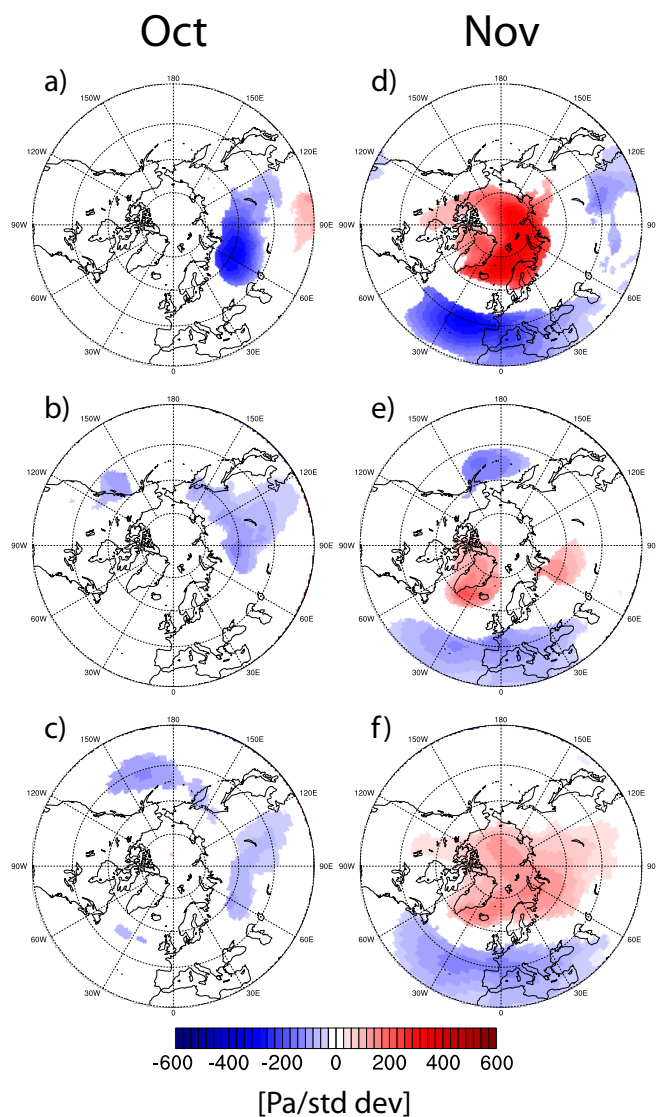 Oct Nov
a) d)
180 180
150W 150E 150W 150E
120W 120E 120W 120E
90W 90E 90W 90E
60W 60E 60W 60E
30W 30E 30W 30E
0 0
b) e)
180 180
150W 150E 150W 150E
120W 120E 120W 120E
90W 90E 90W 90E
60W 60E 60W 60E
30W 30E 30W 30E
0 0
c) f)
180 180
150W 150E 150W 150E
120W 120E 120W 120E
90W 90E 90W 90E
60W 60E 60W 60E
30W 30E 30W 30E
0 0
-600 -400 -200 0 200 400 600
[Pa/std dev]